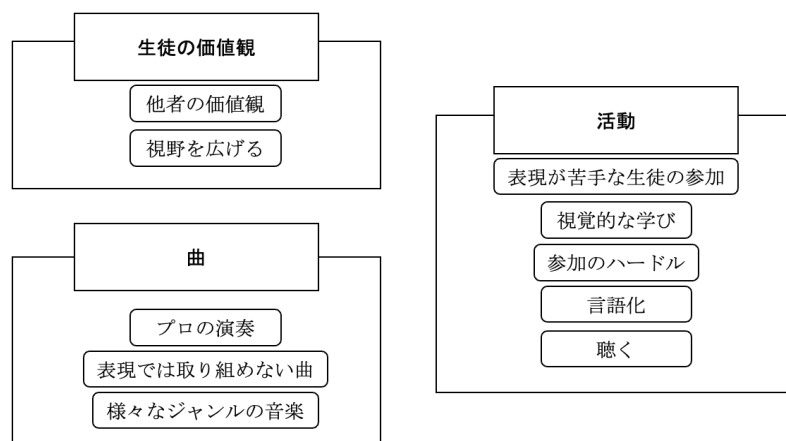 生徒の価値観
他者の価値観
視野を広げる
曲
プロの演奏
表現では取り組めない曲
様々なジャンルの音楽
活動
表現が苦手な生徒の参加
視覚的な学び
参加のハードル
言語化
聴く